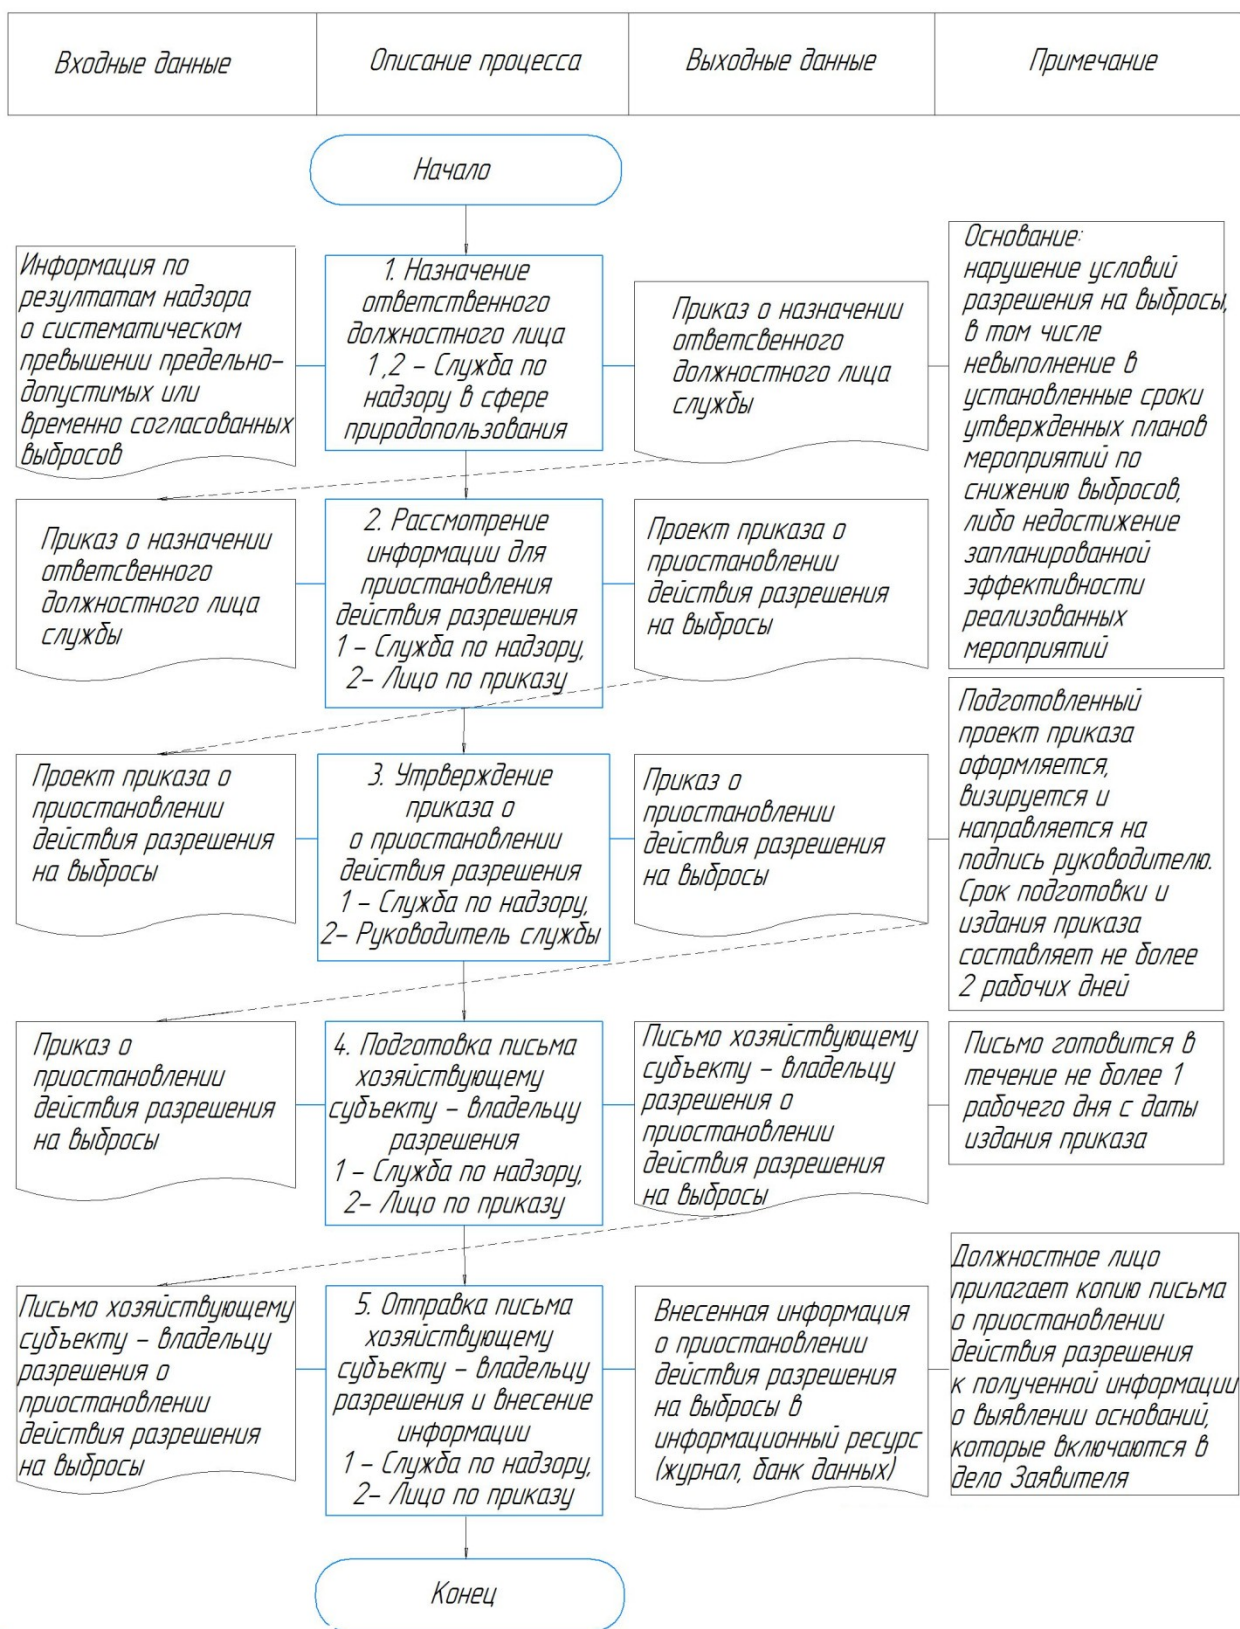 Входные данные
Описание процесса
Выходные данные
Примечание
Начало
Информация по
результатам надзора
о систематическом
превышении предельно-
допустимых или
временно согласованных
выбросов
1. Назначение
ответственного
должностного лица
1,2 – Служба по
надзору в сфере
природопользования
Приказ о назначении
ответсвенного
должностного лица
службы
Основание:
нарушение условий
разрешения на выбросы,
в том числе
невыполнение в
установленные сроки
утвержденных планов
мероприятий по
снижению выбросов,
либо недостижение
запланированной
эффективности
реализованных
мероприятий
Приказ о назначении
ответсвенного
должностного лица
службы
2. Рассмотрение
информации для
приостановления
действия разрешения
1 – Служба по надзору,
2– Лицо по приказу
Проект приказа о
приостановлении
действия разрешения
на выбросы
Проект приказа о
приостановлении
действия разрешения
на выбросы
3. Утрверждение
приказа о
о приостановлении
действия разрешения
1 – Служба по надзору,
2– Руководитель службы
Приказ о
приостановлении
действия разрешения
на выбросы
Подготовленный
проект приказа
оформляется,
визируется и
направляется на
подпись руководителю.
Срок подготовки и
издания приказа
составляет не более
2 рабочих дней
Приказ о
приостановлении
действия разрешения
на выбросы
4. Подготовка письма
хозяйствующему
субъекту – владельцу
разрешения
1 – Служба по надзору,
2– Лицо по приказу
Письмо хозяйствующему
субъекту – владельцу
разрешения о
приостановлении
действия разрешения
на выбросы
Письмо готовится в
течение не более 1
рабочего дня с даты
издания приказа
Письмо хозяйствующему
субъекту – владельцу
разрешения о
приостановлении
действия разрешения
на выбросы
5. Отправка письма
хозяйствующему
субъекту – владельцу
разрешения и внесение
информации
1 – Служба по надзору,
2– Лицо по приказу
Внесенная информация
о приостановлении
действия разрешения
на выбросы в
информационный ресурс
(журнал, банк данных)
Должностное лицо
прилагает копию письма
о приостановлении
действия разрешения
к полученной информации
о выявлении оснований,
которые включаются в
дело Заявителя
Конец